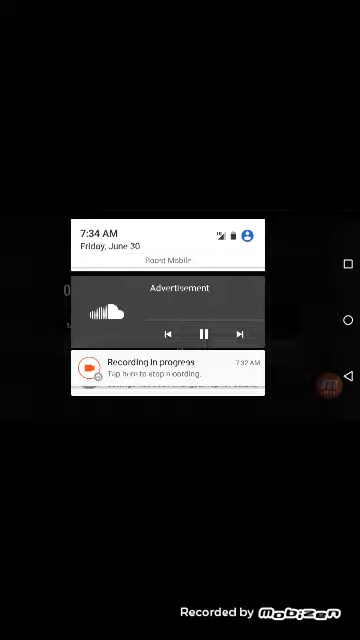 7:34 AM
Friday, June 30
Boost Mobile
Advertisement
Recording in progress
7:32 AM
Tap here to stop recording.
Recorded by mobizen